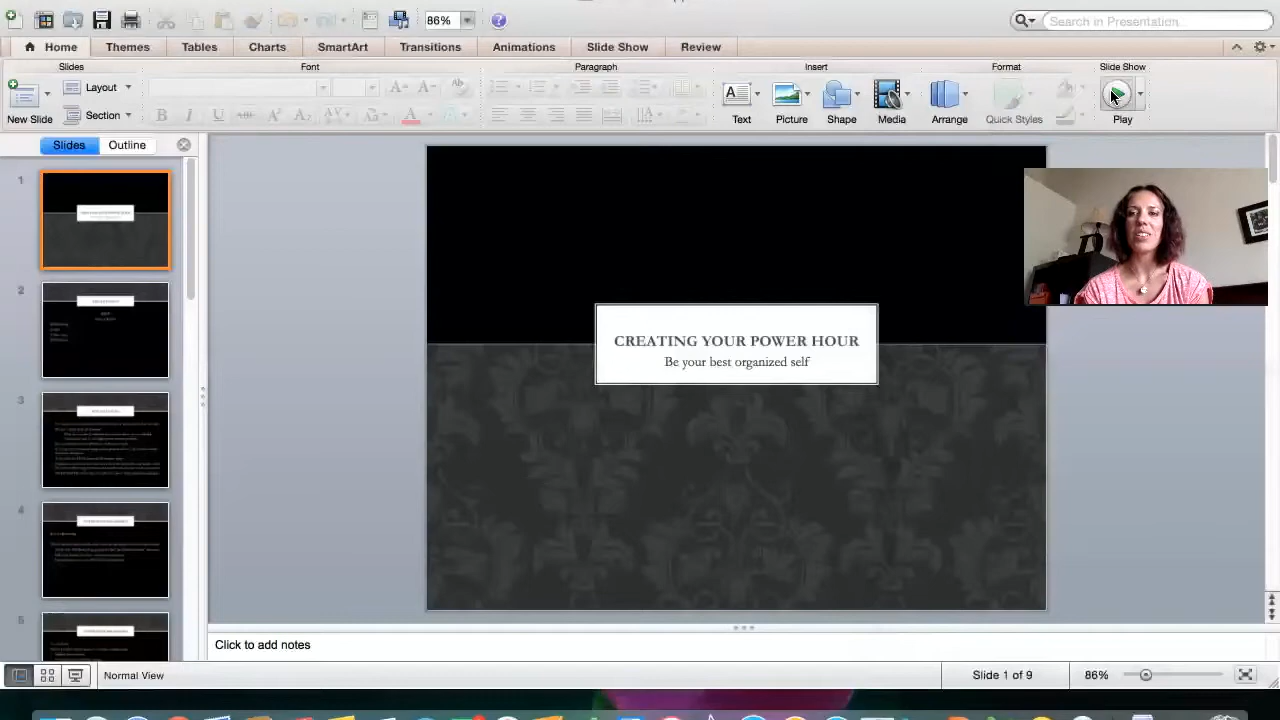 86%
Search in Presentation
Home
Themes
Tables
Charts
SmartArt
Transitions
Animations
Slide Show
Review
Slides
Font
Paragraph
Insert
Format
Slide Show
Layout
Section
New Slide
B I U
Text
Picture
Shape
Media
Arrange
Quick Styles
Play
Slides
Outline
1
2
3
4
5
CREATING YOUR POWER HOUR
Be your best organized self
Click to add notes
Normal View
Slide 1 of 9
86%